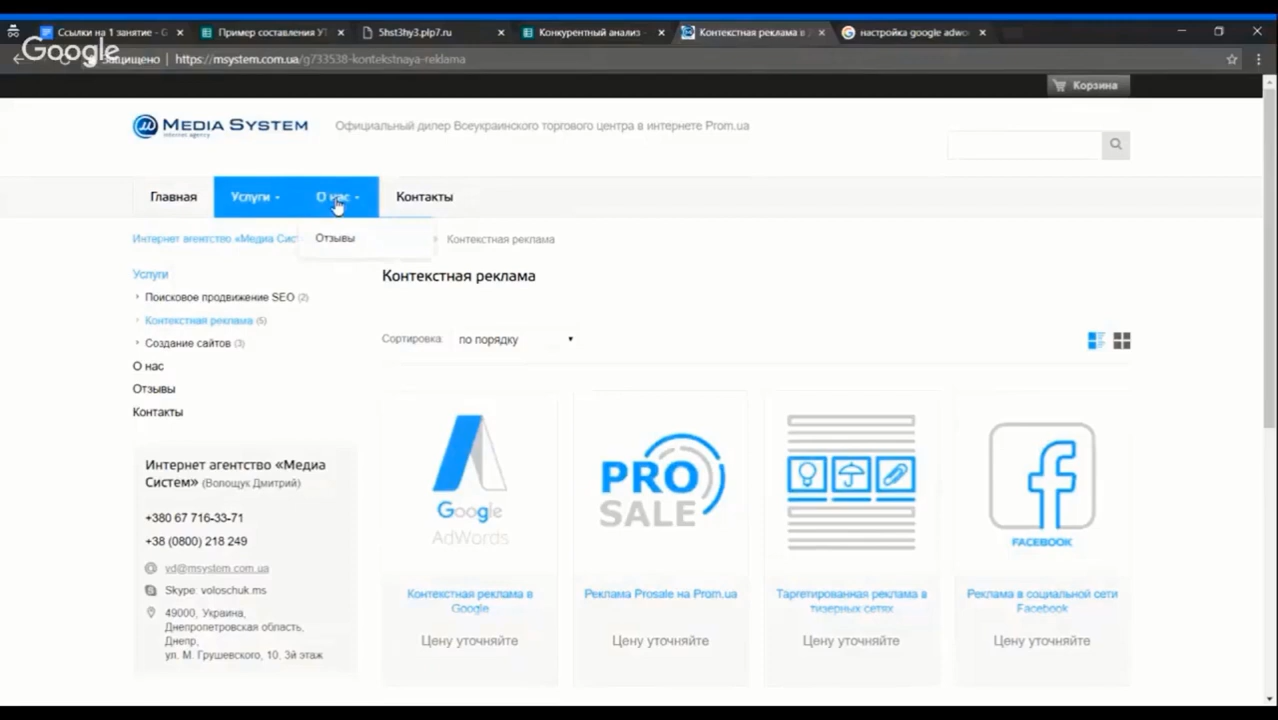 Ссылки на 1 занятие - G
Пример составления УТ
5hst3hy3.plp7.ru
Конкурентный анализ -
Контекстная реклама в Д
настройка google adwo
Google
Защищено
https://msystem.com.ua/g733538-kontekstnaya-reklama
Корзина
MEDIA SYSTEM
internet agency
Официальный дилер Всеукраинского торгового центра в интернете Prom.ua
Главная
Услуги
О нас
Контакты
Интернет агентство «Медиа Сист
Отзывы
Контекстная реклама
Услуги
Поисковое продвижение SEO (2)
Контекстная реклама (5)
Создание сайтов (3)
О нас
Отзывы
Контакты
Контекстная реклама
Сортировка: по порядку
Интернет агентство «Медиа
Систем» (Волощук Дмитрий)
+380 67 716-33-71
+38 (0800) 218 249
vd@msystem.com.ua
Skype: voloschuk.ms
49000, Украина,
Днепропетровская область,
Днепр,
ул. М. Грушевского, 10, 3й этаж
Google
AdWords
Контекстная реклама в
Google
Цену уточняйте
PRO
SALE
Реклама Prosale на Prom.ua
Цену уточняйте
Таргетированная реклама в
тизерных сетях
Цену уточняйте
FACEBOOK
Реклама в социальной сети
Facebook
Цену уточняйте